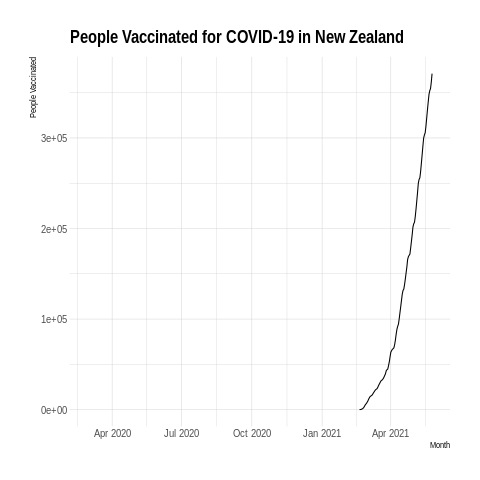 People Vaccinated for COVID-19 in New Zealand
People Vaccinated
3e+05
2e+05
1e+05
0e+00
Apr 2020 Jul 2020 Oct 2020 Jan 2021 Apr 2021
Month